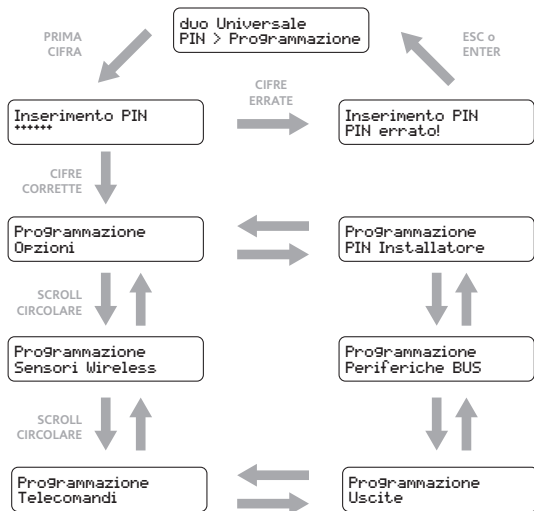 duo Universale
PIN > Programmazione
PRIMA
CIFRA
ESC o
ENTER
CIFRE
ERRATE
Inserimento PIN
++++++
Inserimento PIN
PIN errato!
CIFRE
CORRETTE
Programmazione
Opzioni
Programmazione
PIN Installatore
SCROLL
CIRCOLARE
Programmazione
Sensori Wireless
Programmazione
Periferiche BUS
SCROLL
CIRCOLARE
Programmazione
Telecomandi
Programmazione
Uscite